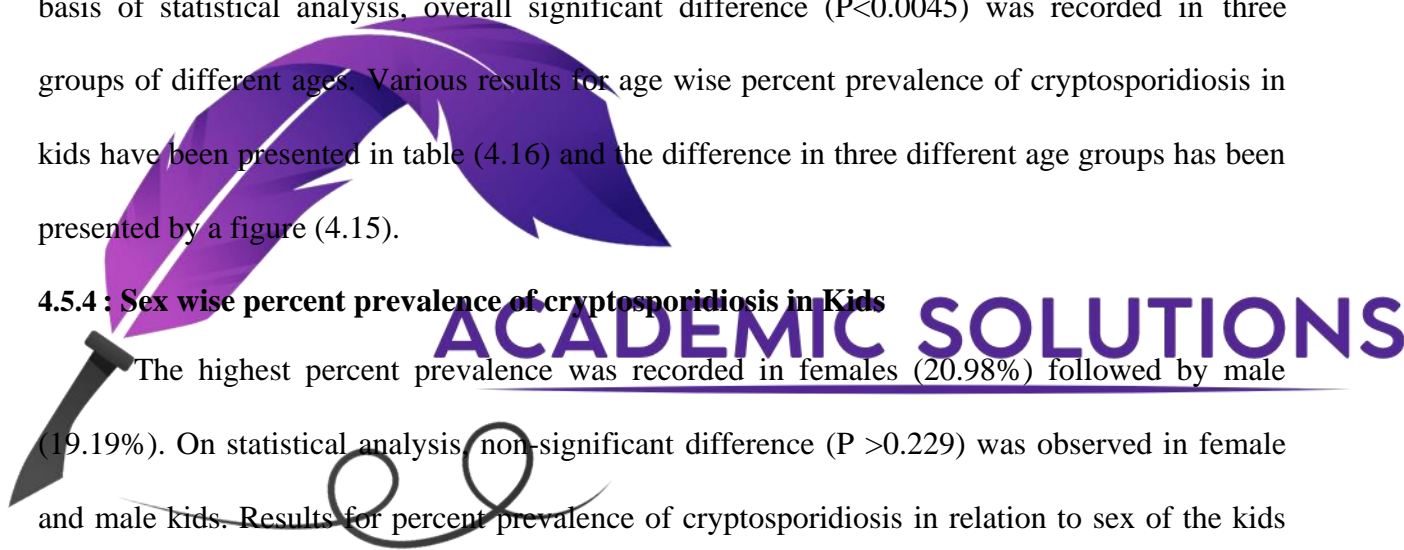 basis of statistical analysis, overall significant difference (P<0.0045) was recorded in three
groups of different ages. Various results for age wise percent prevalence of cryptosporidiosis in
kids have been presented in table (4.16) and the difference in three different age groups has been
presented by a figure (4.15).
4.5.4 : Sex wise percent prevalence of cryptosporidiosis in Kids
ACADEMIC SOLUTIONS
The highest percent prevalence was recorded in females (20.98%) followed by male
(19.19%). On statistical analysis, non-significant difference (P >0.229) was observed in female
and male kids. Results for percent prevalence of cryptosporidiosis in relation to sex of the kids